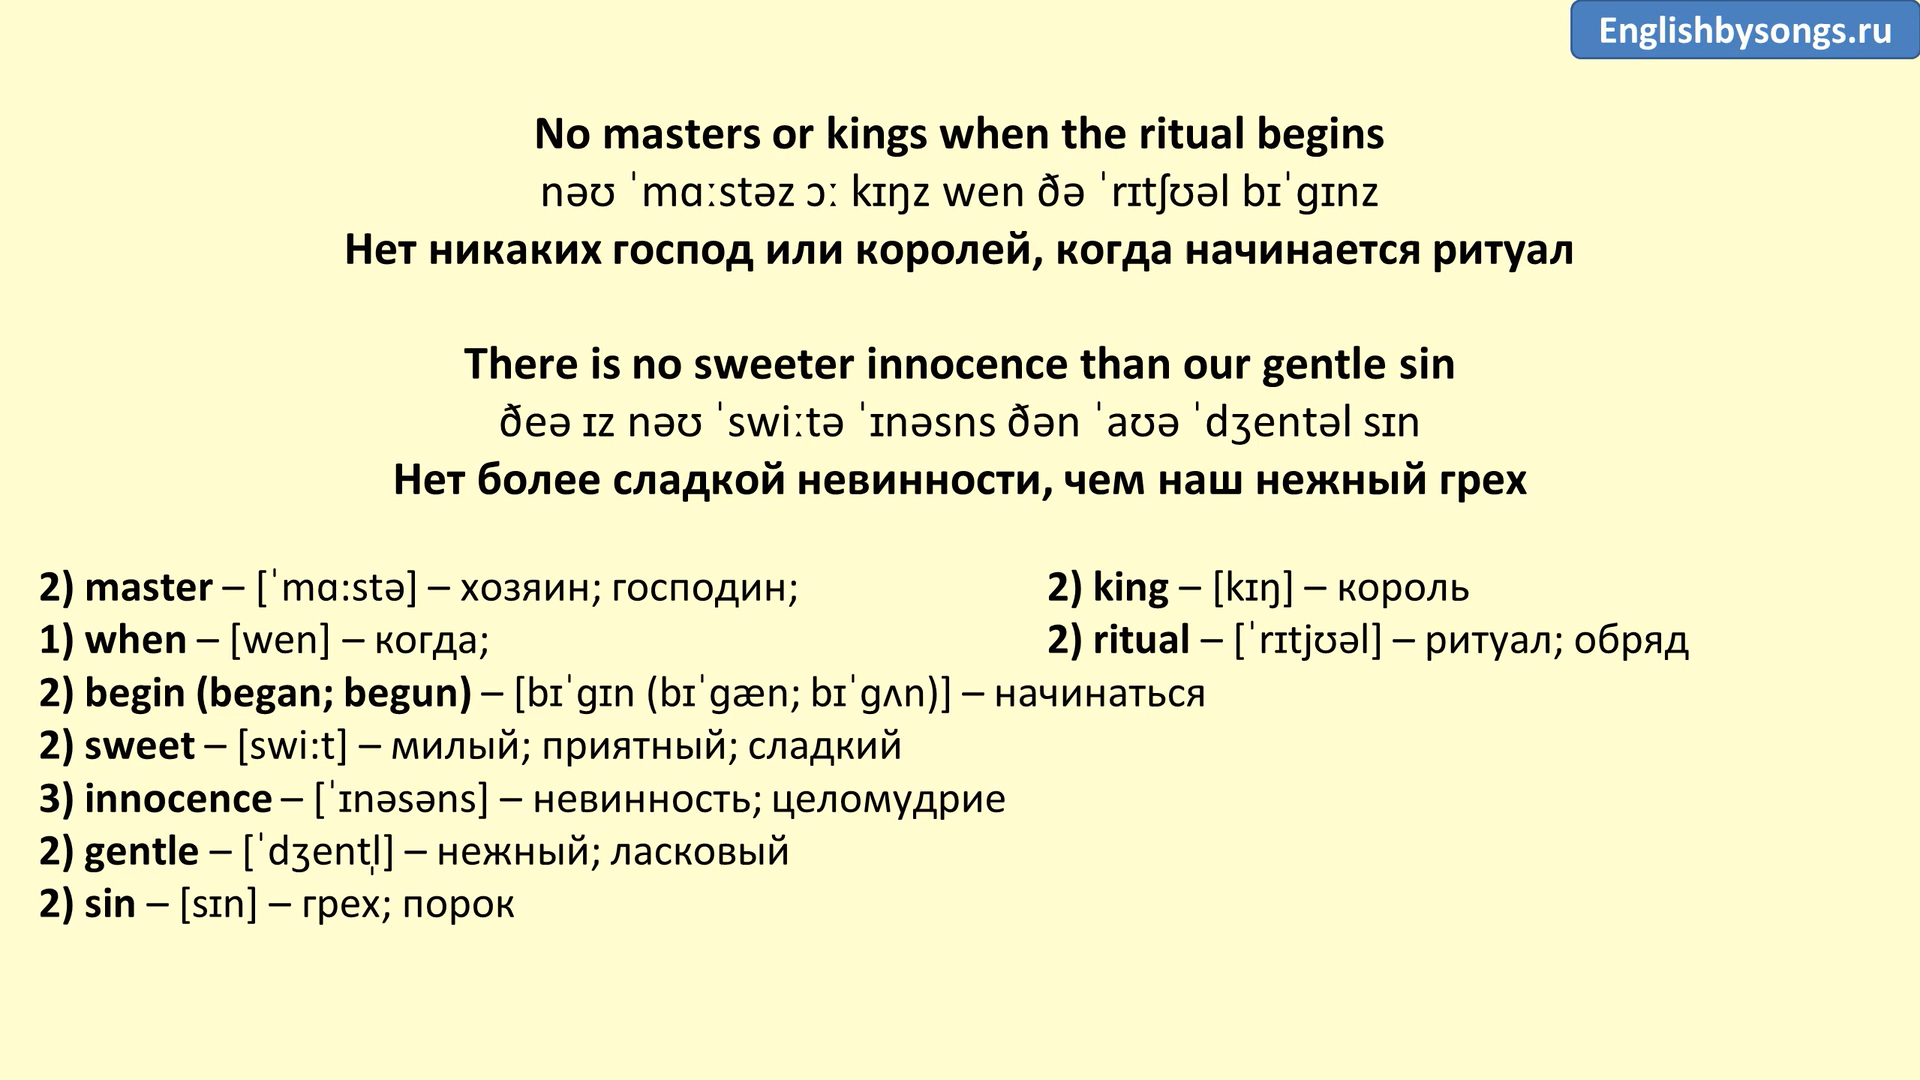 Englishbysongs.ru
No masters or kings when the ritual begins
nəʊ ˈmɑːstəz ɔː kɪŋz wen ðə ˈrɪtʃʊəl bɪˈɡɪnz
Нет никаких господ или королей, когда начинается ритуал
There is no sweeter innocence than our gentle sin
ðeə ɪz nəʊ ˈswiːtə ˈɪnəsns ðən ˈaʊə ˈdʒentəl sɪn
Нет более сладкой невинности, чем наш нежный грех
2) master – [ˈmɑ:stə] – хозяин; господин; 2) king – [kɪŋ] – король
1) when – [wen] – когда; 2) ritual – [ˈrɪtjʊəl] – ритуал; обряд
2) begin (began; begun) – [bɪˈɡɪn (bɪˈɡæn; bɪˈɡʌn)] – начинаться
2) sweet – [swi:t] – милый; приятный; сладкий
3) innocence – [ˈɪnəsəns] – невинность; целомудрие
2) gentle – [ˈdʒentl̩] – нежный; ласковый
2) sin – [sɪn] – грех; порок